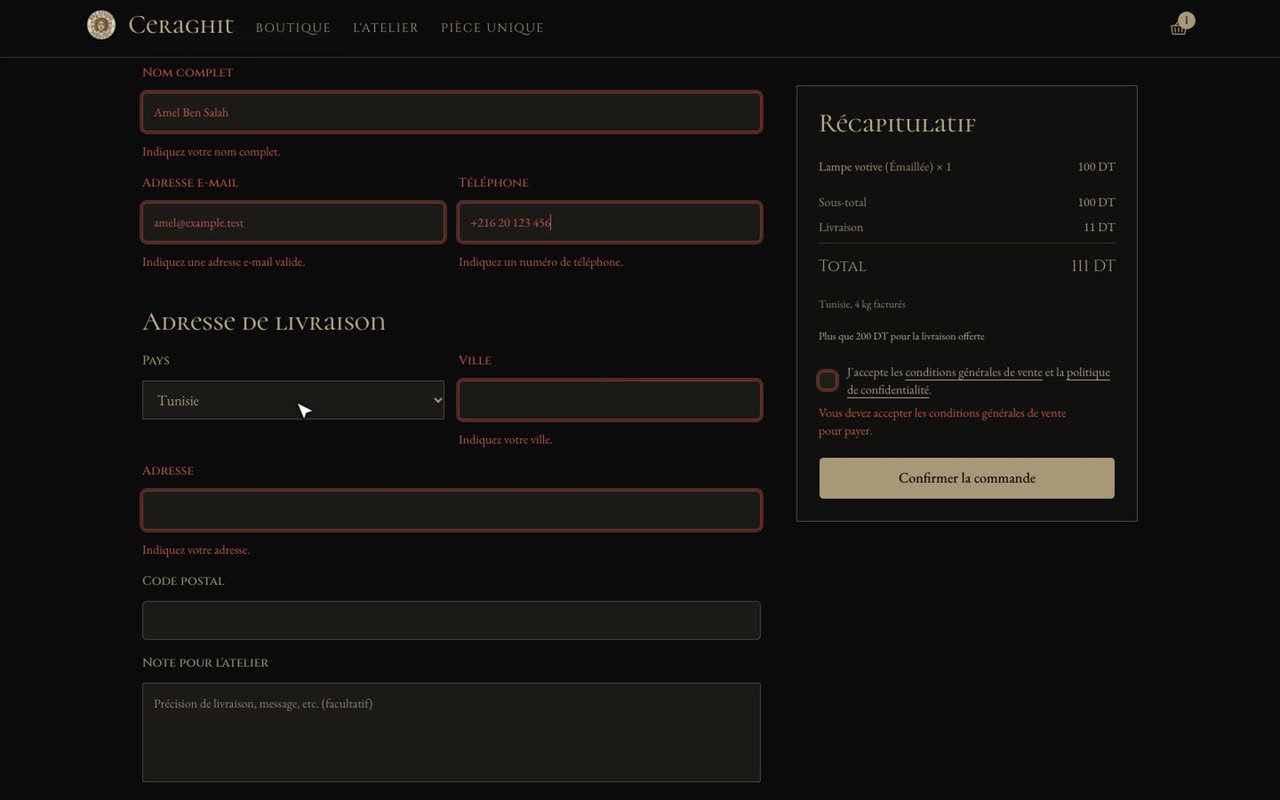 Ceraghit BOUTIQUE L'ATELIER PIÈCE UNIQUE 1
Nom complet
Amel Ben Salah
Indiquez votre nom complet.
Adresse e-mail Téléphone
amel@example.test +216 20 123 456
Indiquez une adresse e-mail valide. Indiquez un numéro de téléphone.
Adresse de livraison
Pays Ville
Tunisie
Indiquez votre ville.
Adresse
Indiquez votre adresse.
Code postal
Note pour l'atelier
Précision de livraison, message, etc. (facultatif)
Récapitulatif
Lampe votive (Émaillée) × 1 100 DT
Sous-total 100 DT
Livraison 11 DT
Total 111 DT
Tunisie, 4 kg facturés
Plus que 200 DT pour la livraison offerte
J'accepte les conditions générales de vente et la politique
de confidentialité.
Vous devez accepter les conditions générales de vente
pour payer.
Confirmer la commande